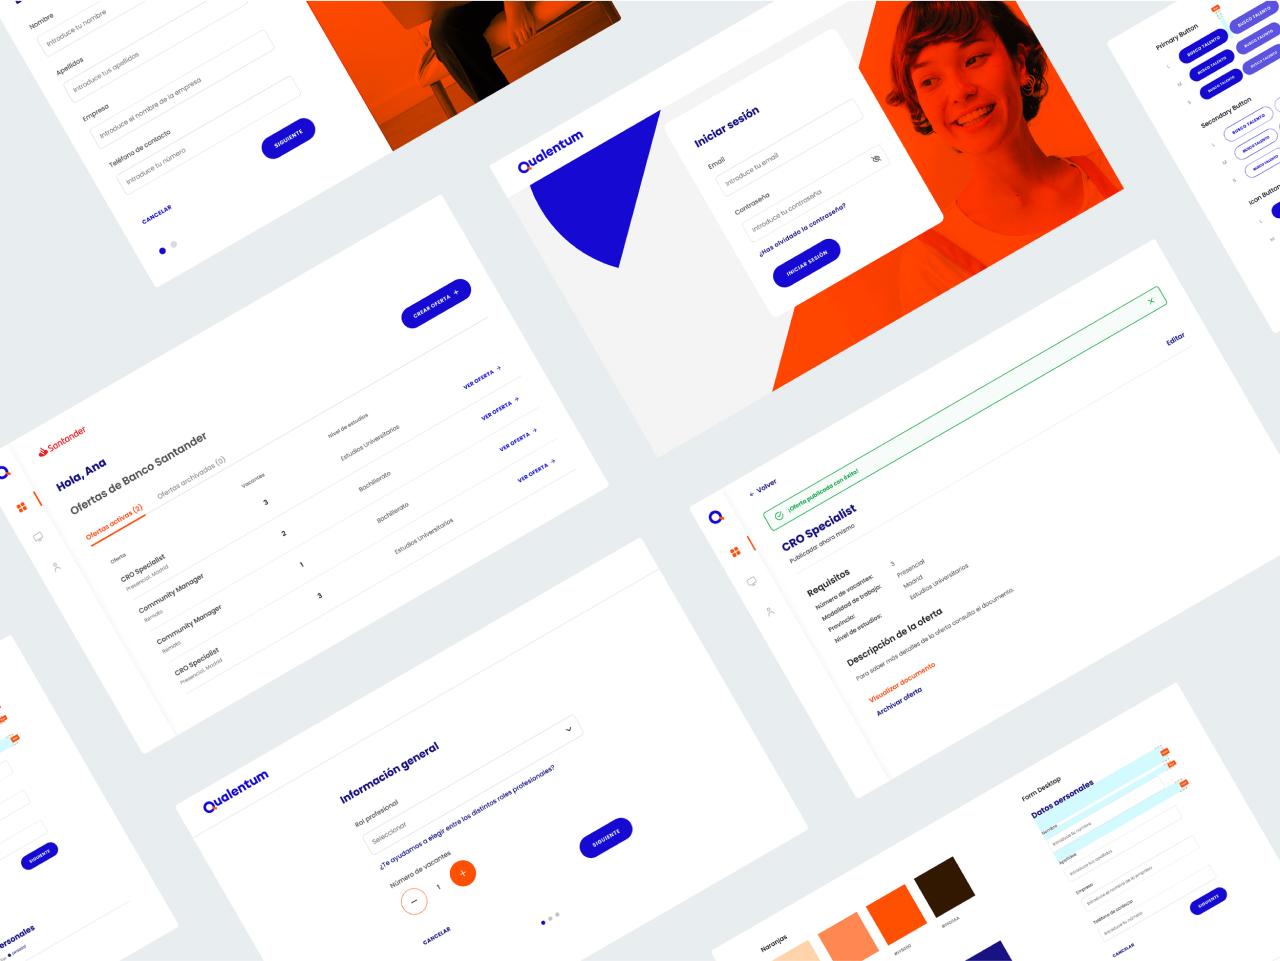 Nombre
Introduce tu nombre
Apellidos
Introduce tus apellidos
Empresa
Introduce el nombre de la empresa
Teléfono de contacto
Introduce tu número
SIGUIENTE
CANCELAR
Qualentum
Iniciar sesión
Email
Introduce tu email
Contraseña
Introduce tu contraseña
¿Has olvidado la contraseña?
INICIAR SESIÓN
Primary Button
L
BUSCO TALENTO
BUSCO TALENTO
M
BUSCO TALENTO
BUSCO TALENTO
S
BUSCO TALENTO
BUSCO TALENTO
Secondary Button
L
BUSCO TALENTO
M
BUSCO TALENTO
S
BUSCO TALENTO
Icon Button
L
M
Santander
Hola, Ana
Ofertas de Banco Santander
CREAR OFERTA +
Ofertas activas (2)
Ofertas archivadas (0)
Oferta
Vacantes
Nivel de estudios
CRO Specialist
Presencial, Madrid
3
Estudios Universitarios
VER OFERTA →
Community Manager
Remoto
2
Bachillerato
VER OFERTA →
Community Manager
Remoto
1
Bachillerato
VER OFERTA →
CRO Specialist
Presencial, Madrid
3
Estudios Universitarios
VER OFERTA →
← Volver
¡Oferta publicada con éxito!
CRO Specialist
Publicada: ahora mismo
Editar
Requisitos
Número de vacantes: 3
Modalidad de trabajo: Presencial
Provincia: Madrid
Nivel de estudios: Estudios Universitarios
Descripción de la oferta
Para saber más detalles de la oferta consulta el documento.
Visualizar documento
Archivar oferta
Qualentum
Información general
Rol profesional
Seleccionar
¿Te ayudamos a elegir entre los distintos roles profesionales?
Número de vacantes
− 1 +
SIGUIENTE
CANCELAR
SIGUIENTE
ersonales
Naranjas
Form Desktop
Datos personales
Nombre
Introduce tu nombre
Apellidos
Introduce tus apellidos
Empresa
Introduce el nombre de la empresa
Teléfono de contacto
Introduce tu número
SIGUIENTE
CANCELAR